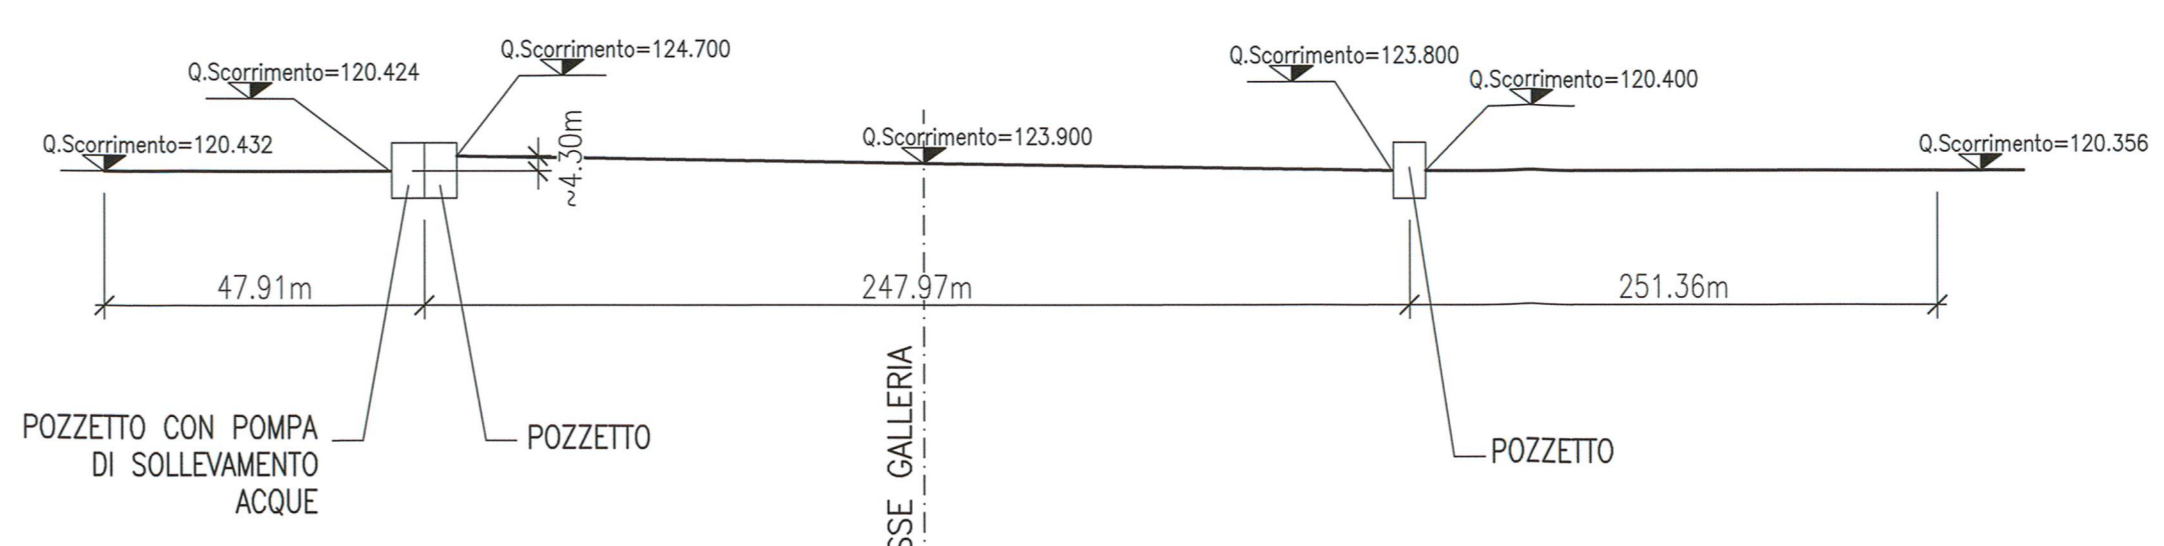 Q.Scorrimento=124.700
Q.Scorrimento=123.800
Q.Scorrimento=120.424
Q.Scorrimento=120.400
Q.Scorrimento=120.432
~4.30m
Q.Scorrimento=123.900
Q.Scorrimento=120.356
47.91m
247.97m
251.36m
SSE GALLERIA
POZZETTO CON POMPA
DI SOLLEVAMENTO
ACQUE
POZZETTO
POZZETTO